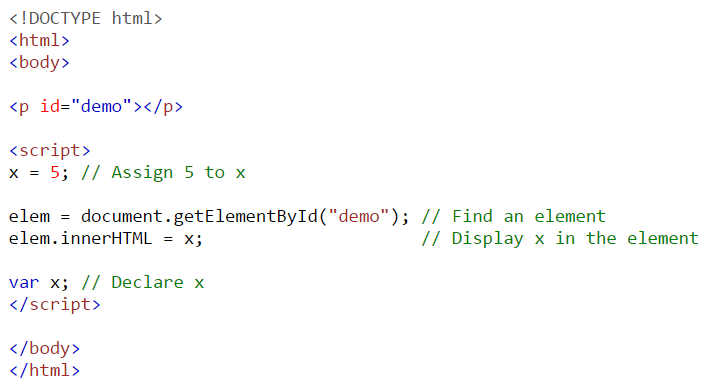 <!DOCTYPE html>
<html>
<body>
<p id="demo"></p>
<script>
x = 5; // Assign 5 to x
elem = document.getElementById("demo"); // Find an element
elem.innerHTML = x; // Display x in the element
var x; // Declare x
</script>
</body>
</html>